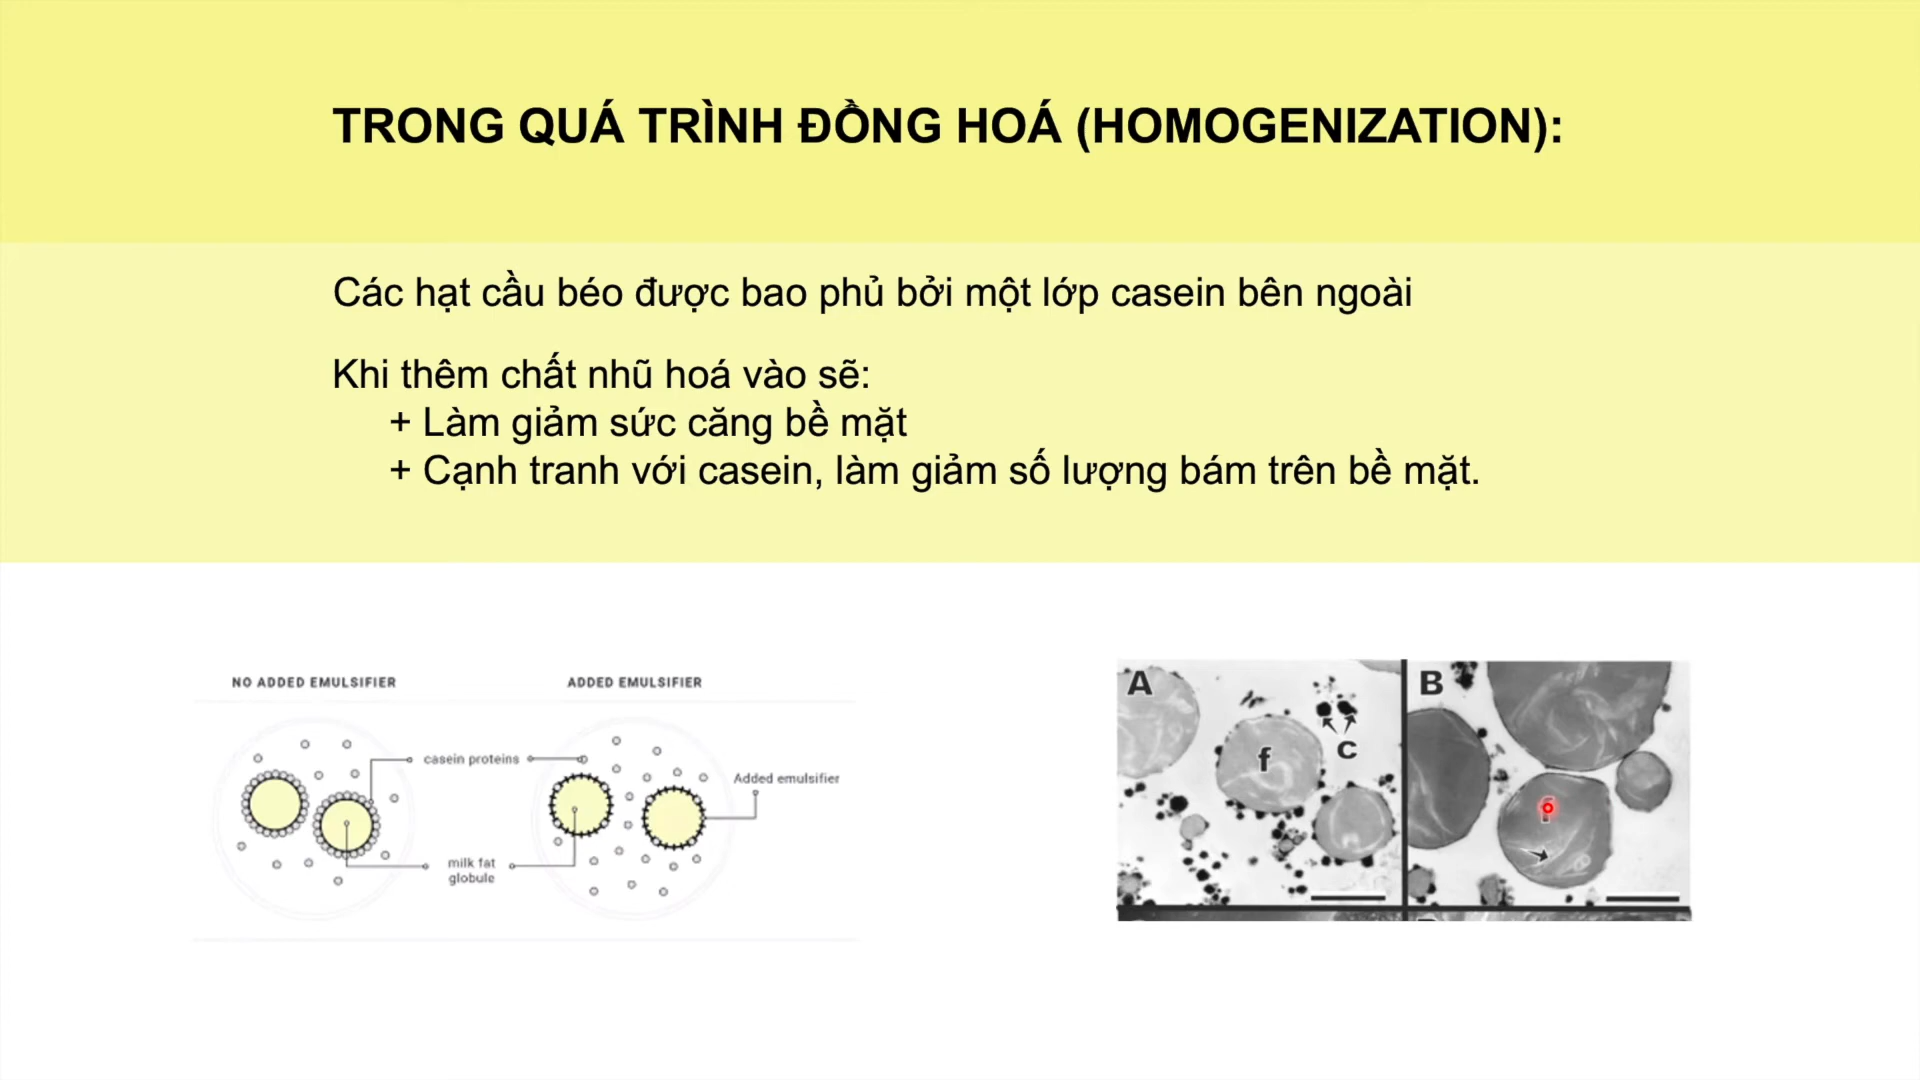 TRONG QUÁ TRÌNH ĐỒNG HOÁ (HOMOGENIZATION):
Các hạt cầu béo được bao phủ bởi một lớp casein bên ngoài
Khi thêm chất nhũ hoá vào sẽ:
+ Làm giảm sức căng bề mặt
+ Cạnh tranh với casein, làm giảm số lượng bám trên bề mặt.
NO ADDED EMULSIFIER
ADDED EMULSIFIER
casein proteins
Added emulsifier
milk fat
globule
A
f
C
B
f